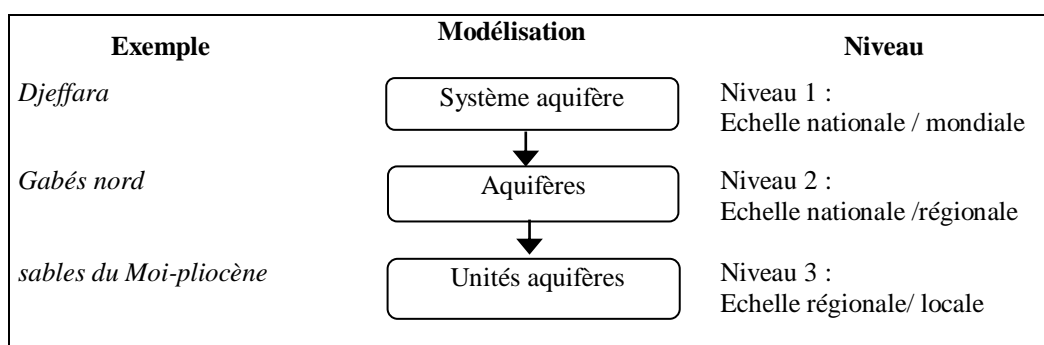 Exemple
Modélisation
Niveau
Djeffara
Système aquifère
Niveau 1 :
Echelle nationale / mondiale
Gabés nord
Aquifères
Niveau 2 :
Echelle nationale /régionale
sables du Moi-pliocène
Unités aquifères
Niveau 3 :
Echelle régionale/ locale